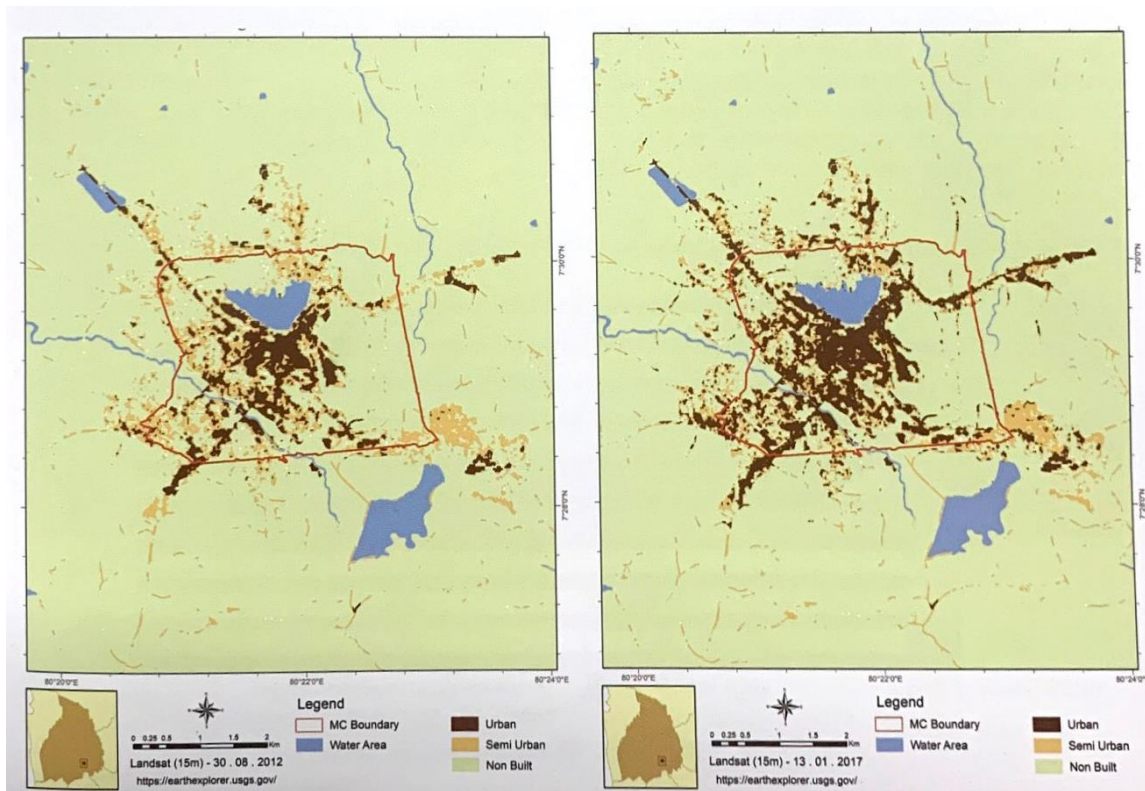 7°30'0"N
7°28'0"N
80°20'0"E
80°22'0"E
80°24'0"E
Legend
MC Boundary
Urban
Water Area
Semi Urban
Non Built
0 0.25 0.5 1 1.5 2
Km
Landsat (15m) - 30 . 08 . 2012
https://earthexplorer.usgs.gov/
7°28'0"N
80°20'0"E
80°22'0"E
80°24'0"E
Legend
MC Boundary
Urban
Water Area
Semi Urban
Non Built
0 0.25 0.5 1 1.5 2
Km
Landsat (15m) - 13 . 01 . 2017
https://earthexplorer.usgs.gov/